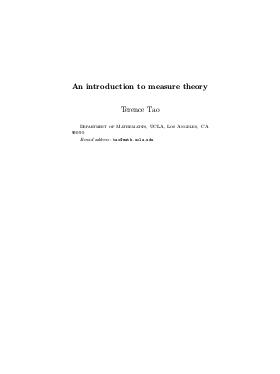 An introduction to measure theory
Terence Tao
Department of Mathematics, UCLA, Los Angeles, CA
E-mail address: tao@math.ucla.edu